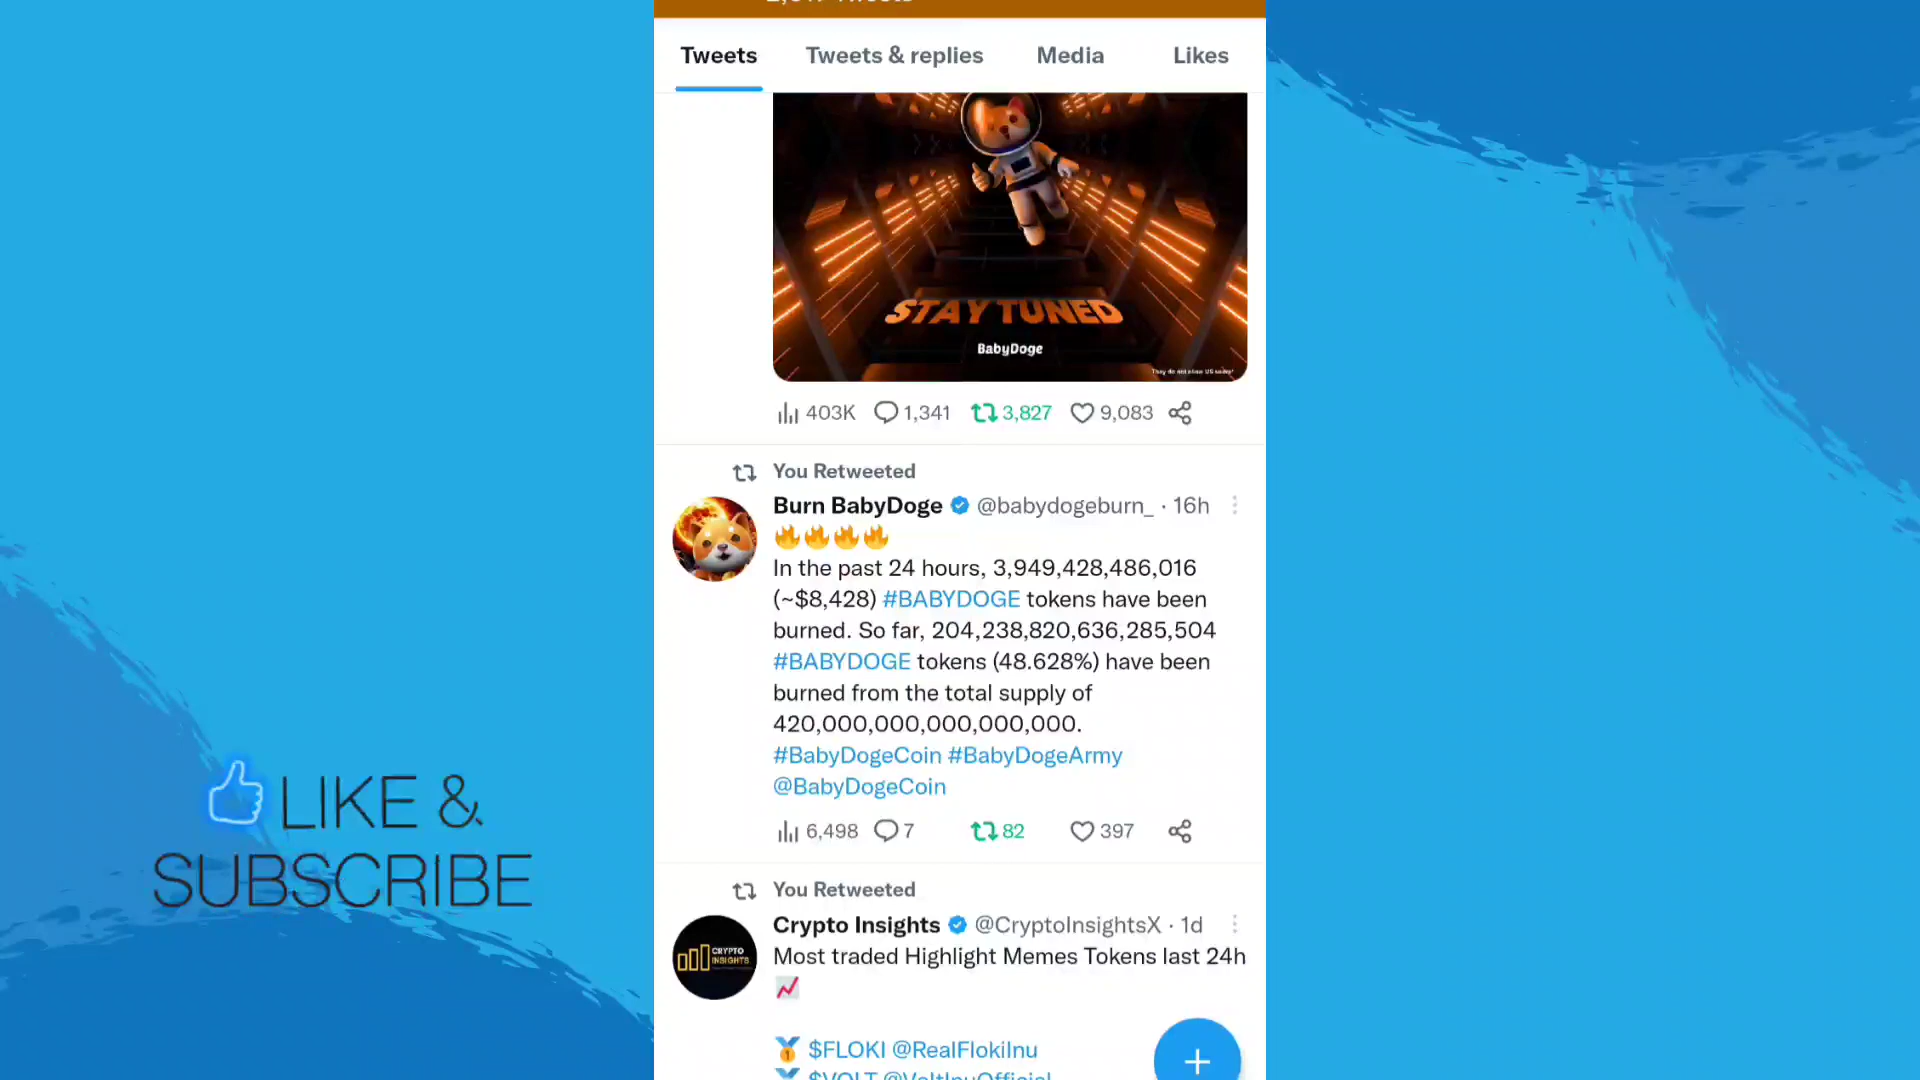 Tweets Tweets & replies Media Likes
STAY TUNED
BabyDoge
403K 1,341 3,827 9,083
You Retweeted
Burn BabyDoge @babydogeburn_ · 16h
🔥🔥🔥🔥
In the past 24 hours, 3,949,428,486,016
(~$8,428) #BABYDOGE tokens have been
burned. So far, 204,238,820,636,285,504
#BABYDOGE tokens (48.628%) have been
burned from the total supply of
420,000,000,000,000,000.
#BabyDogeCoin #BabyDogeArmy
@BabyDogeCoin
6,498 7 82 397
You Retweeted
Crypto Insights @CryptoInsightsX · 1d
CRYPTO
INSIGHTS
Most traded Highlight Memes Tokens last 24h
📈
🥇 $FLOKI @RealFlokiInu
$VOLT @VoltInuOfficial
LIKE &
SUBSCRIBE